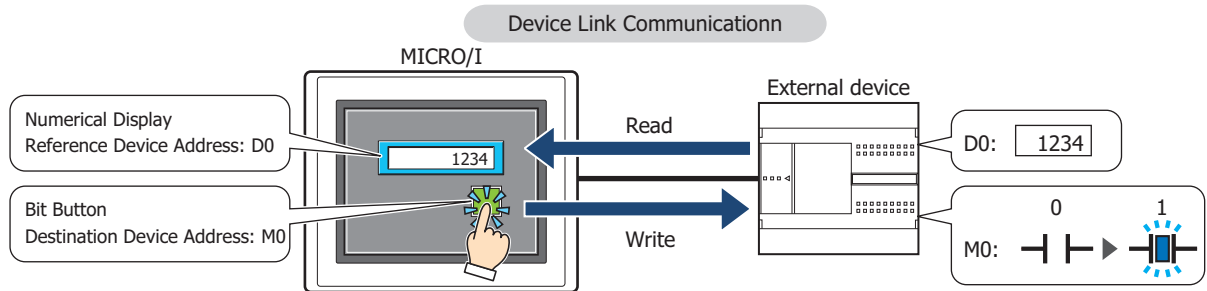 Device Link Communicationn
MICRO/I
External device
Numerical Display
Reference Device Address: D0
1234
Read
D0: 1234
Bit Button
Destination Device Address: M0
Write
0 1
M0: